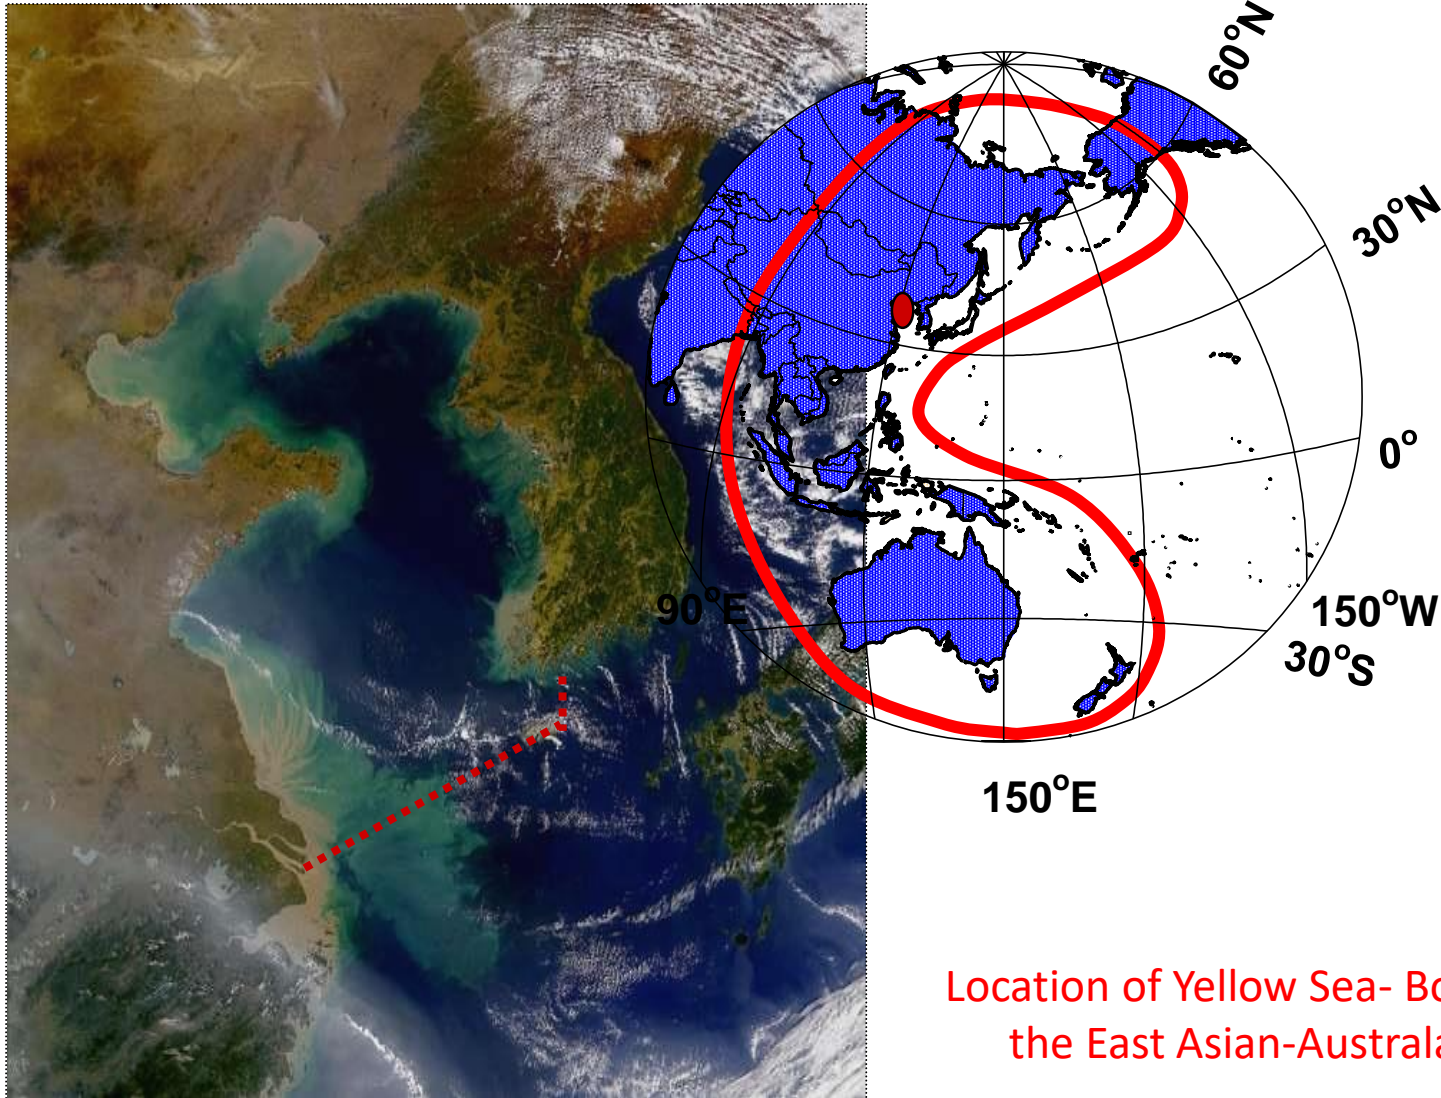 60°N
30°N
0°
90°E
150°W
30°S
150°E
Location of Yellow Sea- Bo
the East Asian-Australa